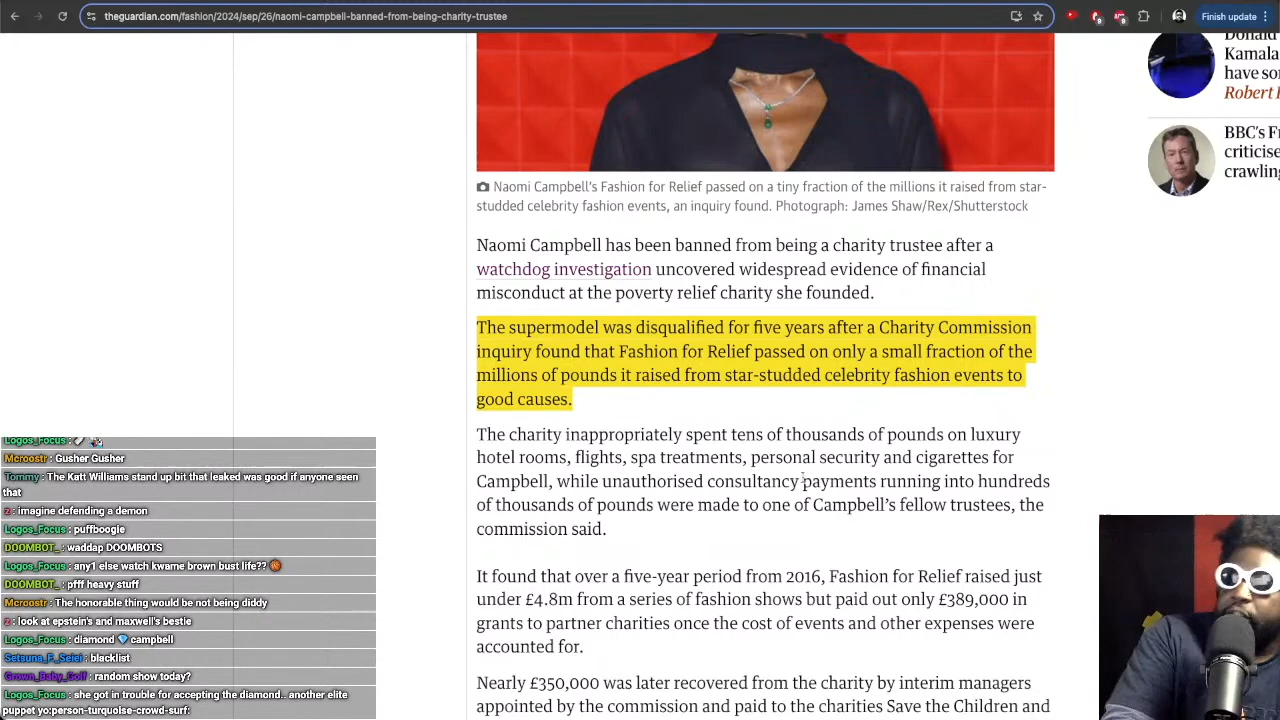 theguardian.com/fashion/2024/sep/26/naomi-campbell-banned-from-being-charity-trustee
Finish update
Donald
Kamala
have so
Robert
BBC's F
criticise
crawling
Naomi Campbell's Fashion for Relief passed on a tiny fraction of the millions it raised from star-
studded celebrity fashion events, an inquiry found. Photograph: James Shaw/Rex/Shutterstock
Naomi Campbell has been banned from being a charity trustee after a
watchdog investigation uncovered widespread evidence of financial
misconduct at the poverty relief charity she founded.
The supermodel was disqualified for five years after a Charity Commission
inquiry found that Fashion for Relief passed on only a small fraction of the
millions of pounds it raised from star-studded celebrity fashion events to
good causes.
The charity inappropriately spent tens of thousands of pounds on luxury
hotel rooms, flights, spa treatments, personal security and cigarettes for
Campbell, while unauthorised consultancy payments running into hundreds
of thousands of pounds were made to one of Campbell's fellow trustees, the
commission said.
It found that over a five-year period from 2016, Fashion for Relief raised just
under £4.8m from a series of fashion shows but paid out only £389,000 in
grants to partner charities once the cost of events and other expenses were
accounted for.
Nearly £350,000 was later recovered from the charity by interim managers
appointed by the commission and paid to the charities Save the Children and
Logos_Focus :
Mcroostr: Gusher Gusher
Tommy: The Katt Williams stand up bit that leaked was good if anyone seen
that
z: imagine defending a demon
Logos_Focus : puffboogie
DOOMBOT_ : waddap DOOMBOTS
Logos_Focus : any1 else watch kwame brown bust life??
DOOMBOT_ : pfff heavy stuff
Mcroostr: The honorable thing would be not being diddy
z: look at epstein's and maxwell's bestie
Logos_Focus : diamond 💎 campbell
Setsuna_F._Seiei : blacklist
Grown_Baby_Golf : random show today?
Logos_Focus : she got in trouble for accepting the diamond.. another elite
puppet yo:person-turquoise-crowd-surf: